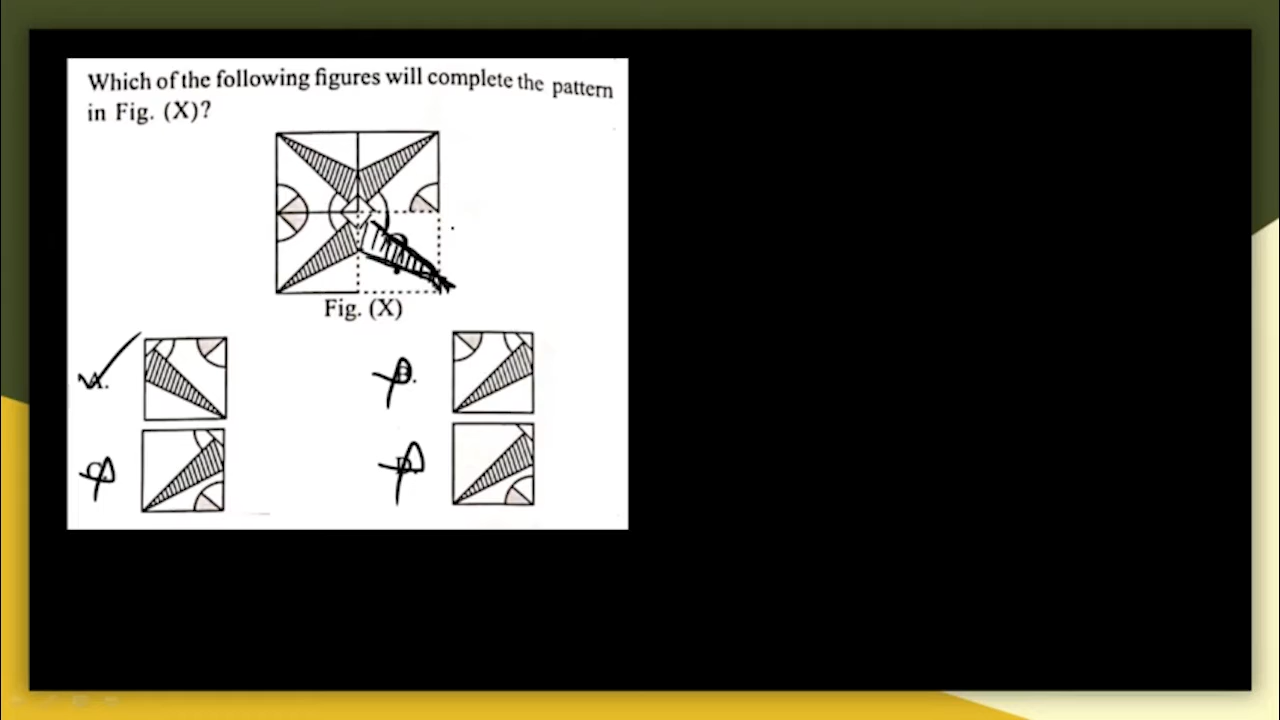 Which of the following figures will complete the pattern
in Fig. (X)?
Fig. (X)
A.
B.
C.
D.